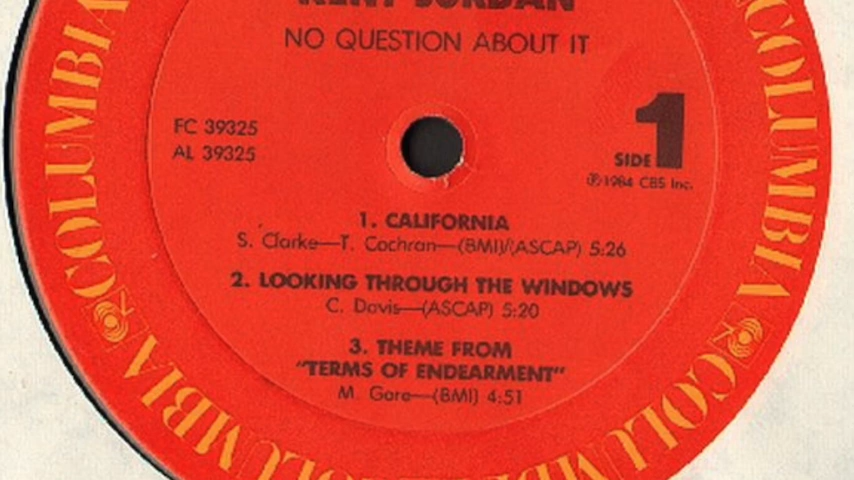 KENT JORDAN
NO QUESTION ABOUT IT
FC 39325
AL 39325
SIDE 1
℗1984 CBS Inc.
1. CALIFORNIA
S. Clarke—T. Cochran—(BMI)/(ASCAP) 5:26
2. LOOKING THROUGH THE WINDOWS
C. Davis—(ASCAP) 5:20
3. THEME FROM
"TERMS OF ENDEARMENT"
M. Gore—(BMI) 4:51
COLUMBIA
COLUMBIA
COLUMBIA
COLUMBIA